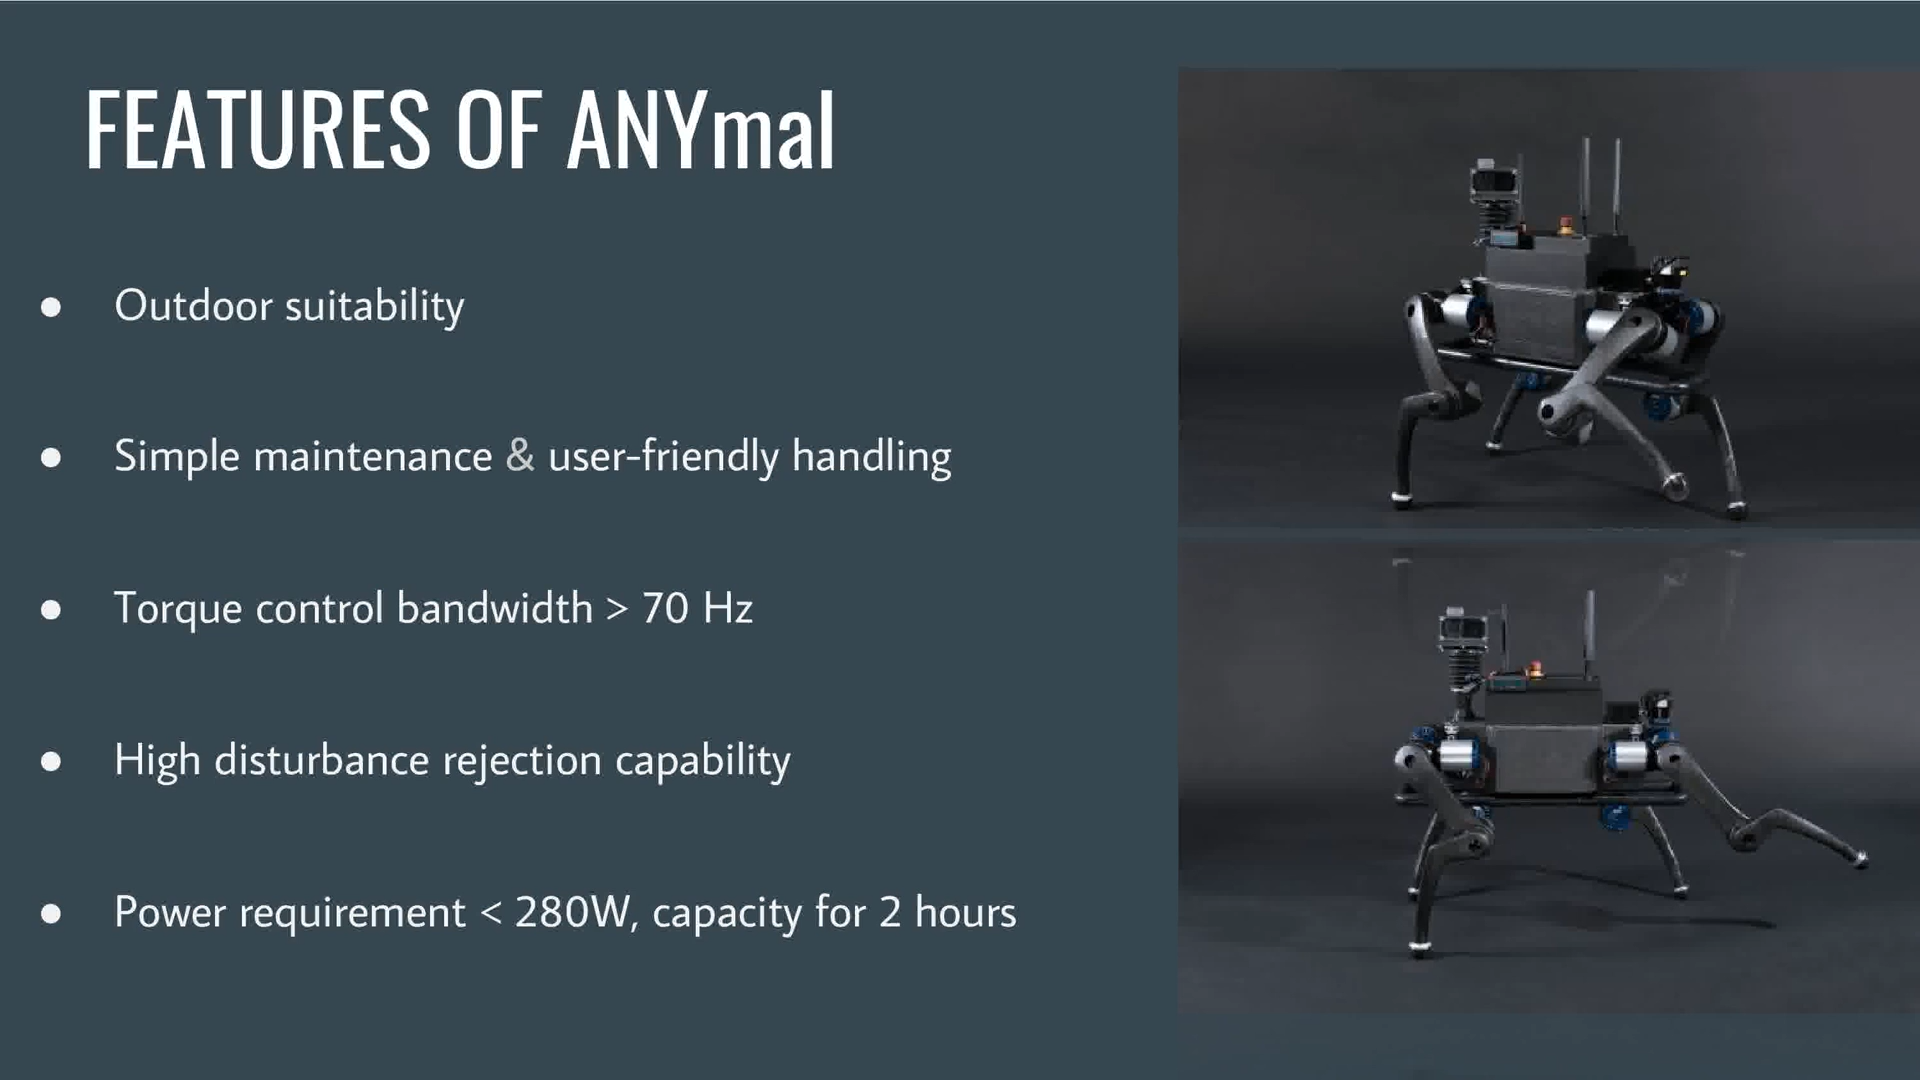 FEATURES OF ANYmal
● Outdoor suitability
● Simple maintenance & user-friendly handling
● Torque control bandwidth > 70 Hz
● High disturbance rejection capability
● Power requirement < 280W, capacity for 2 hours